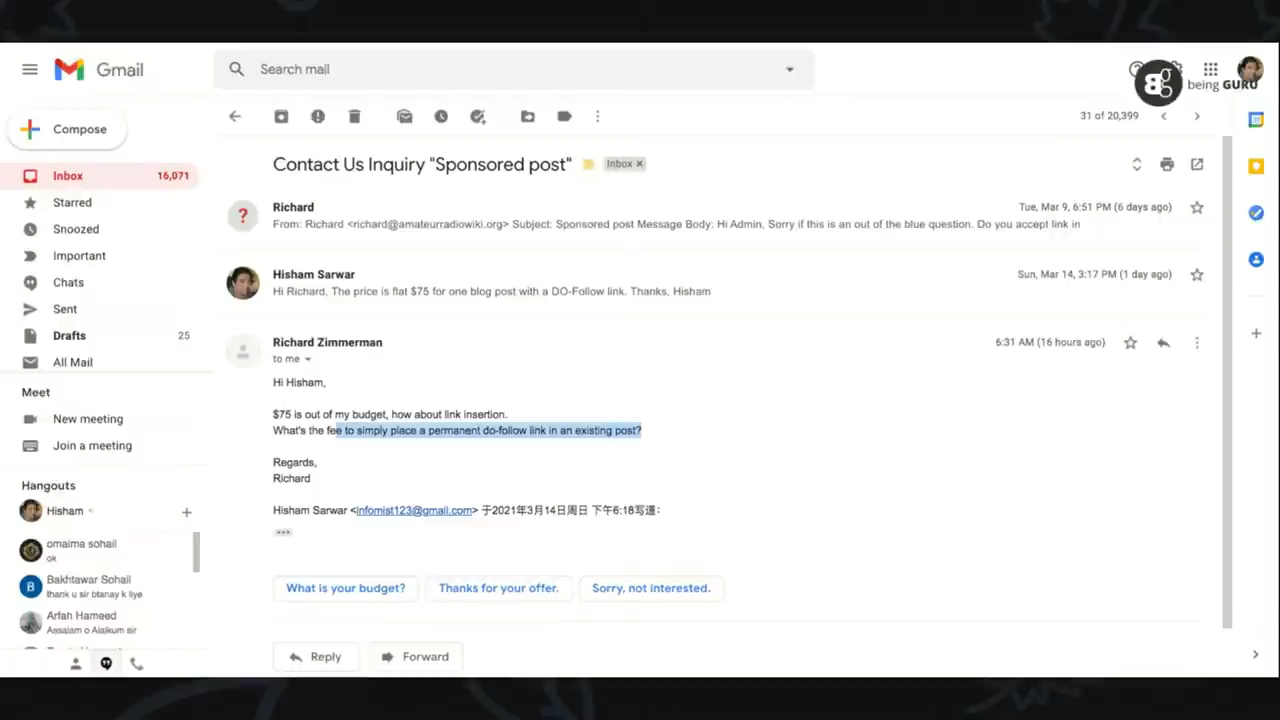 Gmail
Search mail
being GURU
Compose
31 of 20,399
Inbox 16,071
Starred
Snoozed
Important
Chats
Sent
Drafts 25
All Mail
Meet
New meeting
Join a meeting
Hangouts
Hisham
omaima sohail
ok
Bakhtawar Sohail
thank u sir btanay k liye
Arfah Hameed
Assalam o Alaikum sir
Contact Us Inquiry "Sponsored post" Inbox ×
Richard Tue, Mar 9, 6:51 PM (6 days ago)
From: Richard <richard@amateurradiowiki.org> Subject: Sponsored post Message Body: Hi Admin, Sorry if this is an out of the blue question. Do you accept link in
Hisham Sarwar Sun, Mar 14, 3:17 PM (1 day ago)
Hi Richard, The price is flat $75 for one blog post with a DO-Follow link. Thanks, Hisham
Richard Zimmerman 6:31 AM (16 hours ago)
to me
Hi Hisham,
$75 is out of my budget, how about link insertion.
What's the fee to simply place a permanent do-follow link in an existing post?
Regards,
Richard
Hisham Sarwar <infomist123@gmail.com> 于2021年3月14日周日 下午6:18写道：
What is your budget? Thanks for your offer. Sorry, not interested.
Reply Forward